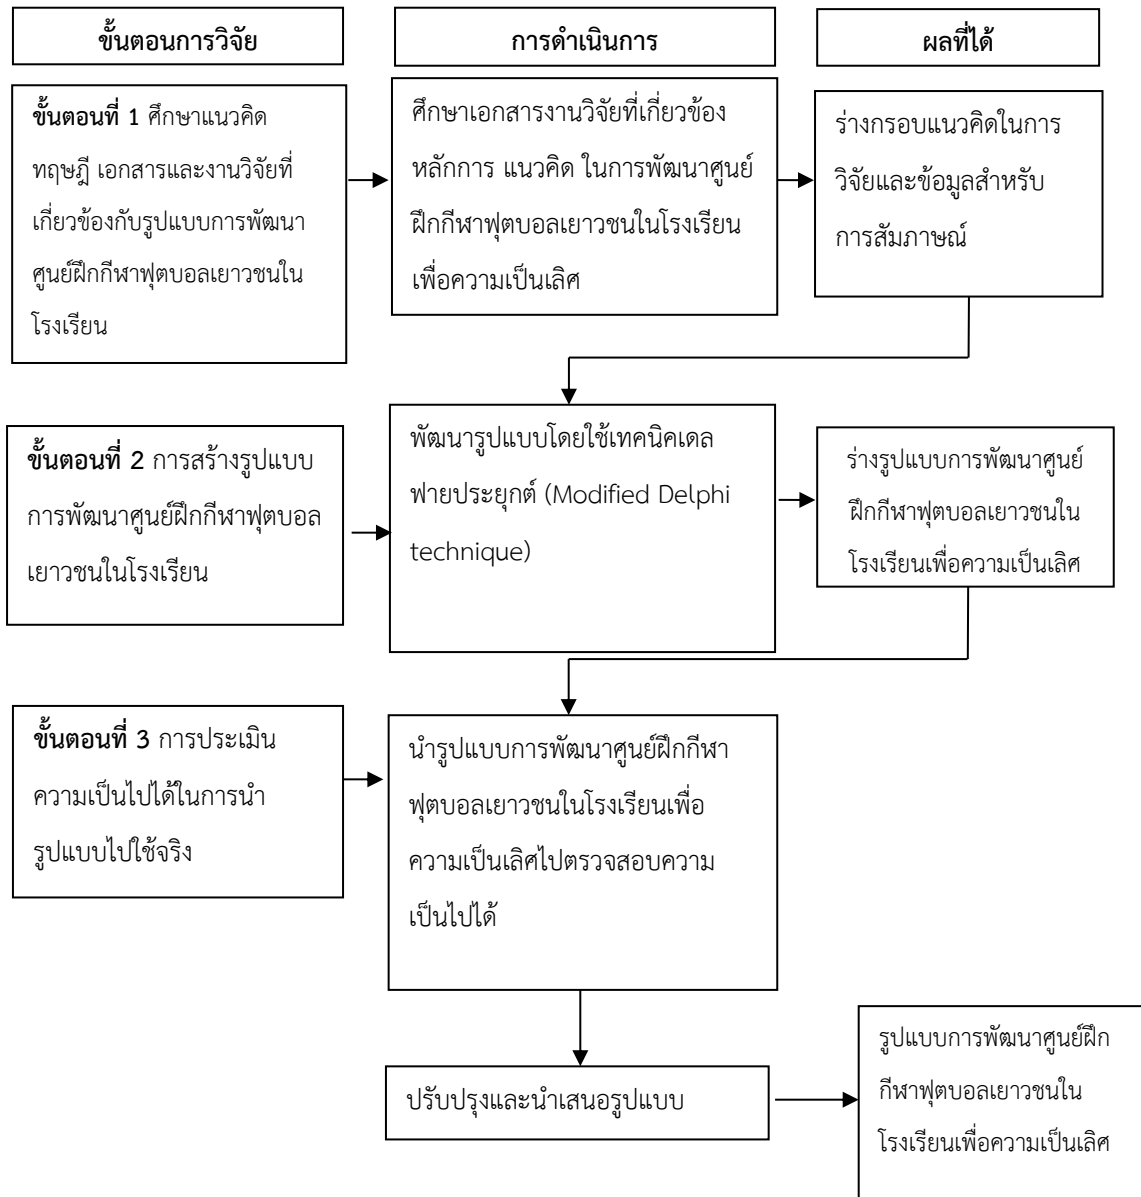 ขั้นตอนการวิจัย
การดำเนินการ
ผลที่ได้
ขั้นตอนที่ 1 ศึกษาแนวคิด
ทฤษฎี เอกสารและงานวิจัยที่
เกี่ยวข้องกับรูปแบบการพัฒนา
ศูนย์ฝึกกีฬาฟุตบอลเยาวชนใน
โรงเรียน
ศึกษาเอกสารงานวิจัยที่เกี่ยวข้อง
หลักการ แนวคิด ในการพัฒนาศูนย์
ฝึกกีฬาฟุตบอลเยาวชนในโรงเรียน
เพื่อความเป็นเลิศ
ร่างกรอบแนวคิดในการ
วิจัยและข้อมูลสำหรับ
การสัมภาษณ์
ขั้นตอนที่ 2 การสร้างรูปแบบ
การพัฒนาศูนย์ฝึกกีฬาฟุตบอล
เยาวชนในโรงเรียน
พัฒนารูปแบบโดยใช้เทคนิคเดล
ฟายประยุกต์ (Modified Delphi
technique)
ร่างรูปแบบการพัฒนาศูนย์
ฝึกกีฬาฟุตบอลเยาวชนใน
โรงเรียนเพื่อความเป็นเลิศ
ขั้นตอนที่ 3 การประเมิน
ความเป็นไปได้ในการนำ
รูปแบบไปใช้จริง
นำรูปแบบการพัฒนาศูนย์ฝึกกีฬา
ฟุตบอลเยาวชนในโรงเรียนเพื่อ
ความเป็นเลิศไปตรวจสอบความ
เป็นไปได้
ปรับปรุงและนำเสนอรูปแบบ
รูปแบบการพัฒนาศูนย์ฝึก
กีฬาฟุตบอลเยาวชนใน
โรงเรียนเพื่อความเป็นเลิศ